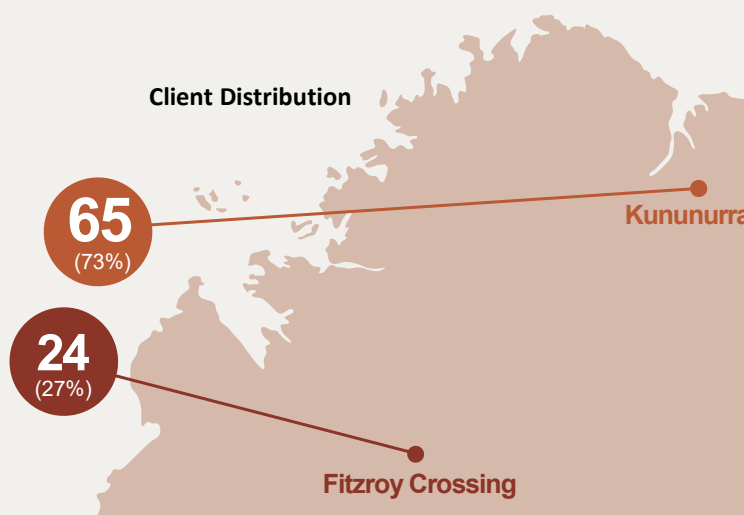 Client Distribution
65
(73%)
Kununurra
24
(27%)
Fitzroy Crossing